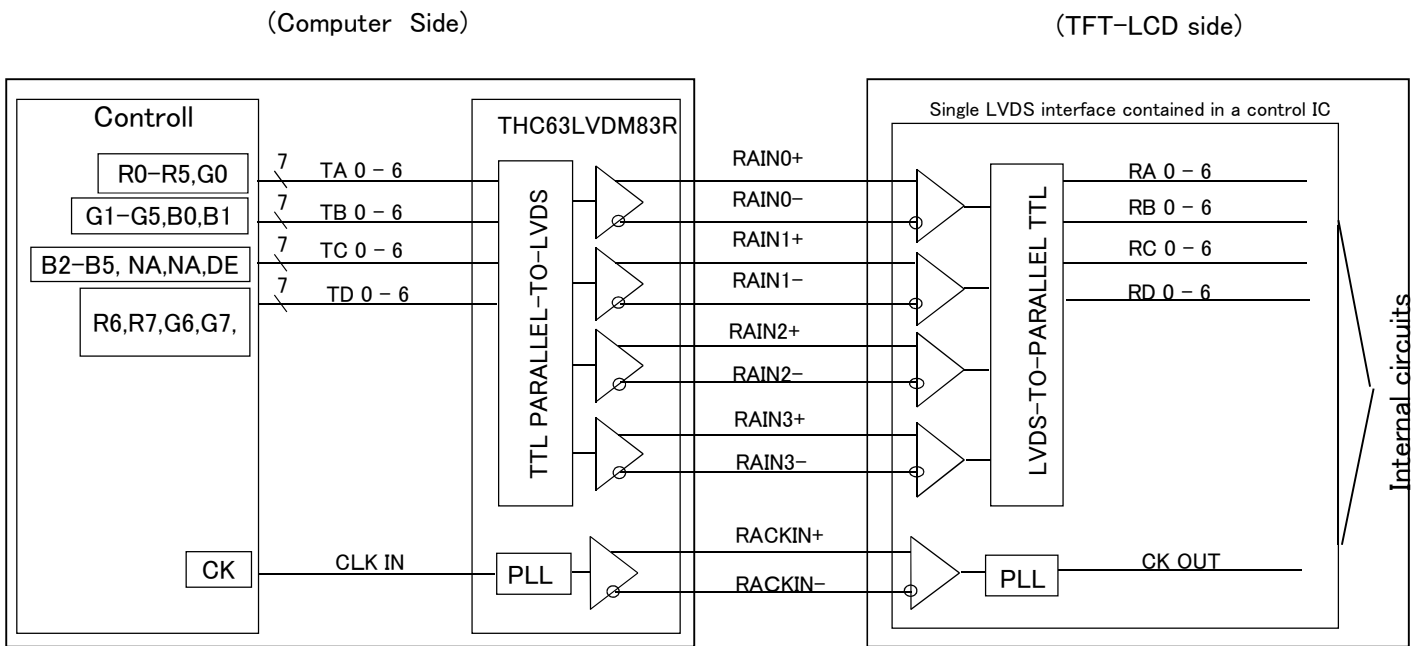 (Computer Side)
(TFT-LCD side)
Controll
THC63LVDM83R
Single LVDS interface contained in a control IC
R0-R5,G0
7
TA 0 - 6
G1-G5,B0,B1
7
TB 0 - 6
B2-B5, NA,NA,DE
7
TC 0 - 6
R6,R7,G6,G7,
7
TD 0 - 6
TTL PARALLEL-TO-LVDS
RAIN0+
RAIN0-
RAIN1+
RAIN1-
RAIN2+
RAIN2-
RAIN3+
RAIN3-
LVDS-TO-PARALLEL TTL
RA 0 - 6
RB 0 - 6
RC 0 - 6
RD 0 - 6
Internal circuits
CK
CLK IN
PLL
RACKIN+
RACKIN-
PLL
CK OUT